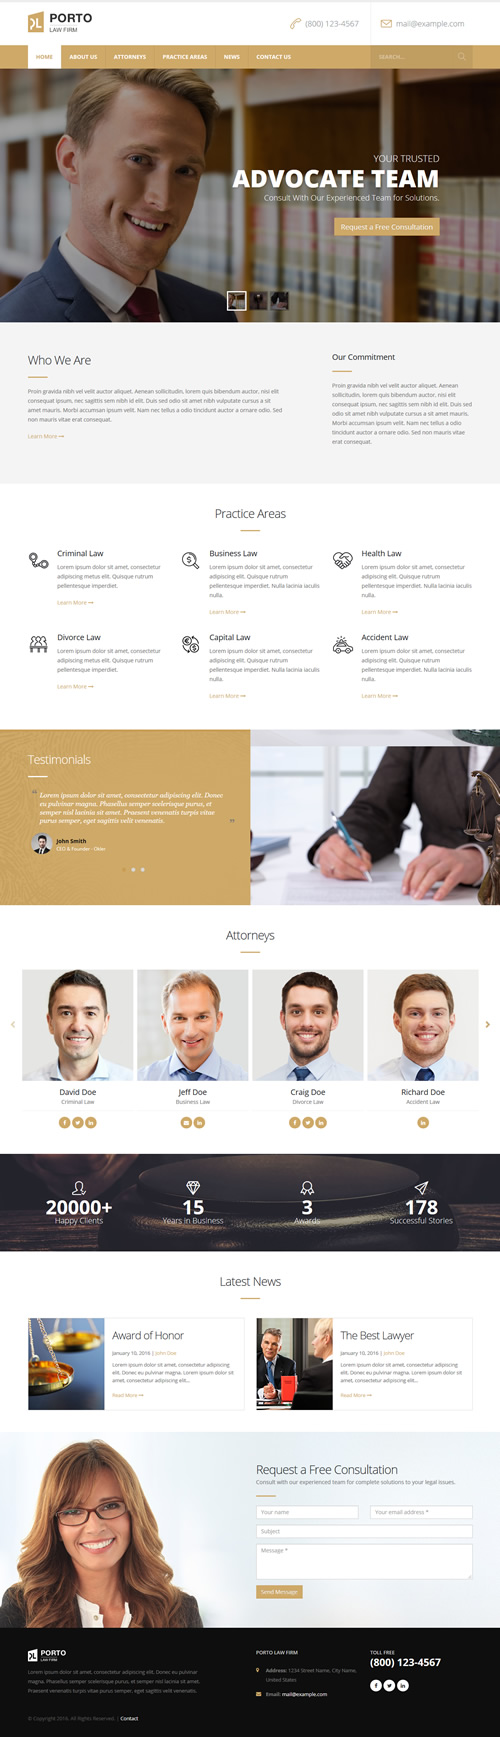 PORTO
LAW FIRM
(800) 123-4567
mail@example.com
HOME
ABOUT US
ATTORNEYS
PRACTICE AREAS
NEWS
CONTACT US
SEARCH...
YOUR TRUSTED
ADVOCATE TEAM
Consult With Our Experienced Team for Solutions.
Request a Free Consultation
Who We Are
Proin gravida nibh vel velit auctor aliquet. Aenean sollicitudin, lorem quis bibendum auctor, nisi elit
consequat ipsum, nec sagittis sem nibh id elit. Duis sed odio sit amet nibh vulputate cursus a sit
amet mauris. Morbi accumsan ipsum velit. Nam nec tellus a odio tincidunt auctor a ornare odio. Sed
non mauris vitae erat consequat.
Learn More
Our Commitment
Proin gravida nibh vel velit auctor aliquet. Aenean
sollicitudin, lorem quis bibendum auctor, nisi elit
consequat ipsum, nec sagittis sem nibh id elit. Duis
sed odio sit amet nibh vulputate cursus a sit amet
mauris. Morbi accumsan ipsum velit. Nam nec tellus
a odio tincidunt auctor a ornare odio. Sed non
mauris vitae erat consequat.
Practice Areas
Criminal Law
Lorem ipsum dolor sit amet, consectetur
adipiscing metus elit. Quisque rutrum
pellentesque imperdiet.
Learn More
Business Law
Lorem ipsum dolor sit amet, consectetur
adipiscing elit. Quisque rutrum
pellentesque imperdiet. Nulla lacinia iaculis
nulla.
Learn More
Health Law
Lorem ipsum dolor sit amet, consectetur
adipiscing elit. Quisque rutrum
pellentesque imperdiet. Nulla lacinia iaculis
nulla.
Learn More
Divorce Law
Lorem ipsum dolor sit amet, consectetur
adipiscing elit. Quisque rutrum
pellentesque imperdiet.
Learn More
Capital Law
Lorem ipsum dolor sit amet, consectetur
adipiscing elit. Quisque rutrum
pellentesque imperdiet. Nulla lacinia iaculis
nulla.
Learn More
Accident Law
Lorem ipsum dolor sit amet, consectetur
adipiscing elit. Quisque rutrum
pellentesque imperdiet. Nulla lacinia iaculis
nulla.
Learn More
Testimonials
“ Lorem ipsum dolor sit amet, consectetur adipiscing elit. Donec
eu pulvinar magna. Phasellus semper scelerisque purus, et
semper nisl lacinia sit amet. Praesent venenatis turpis vitae
purus semper, eget sagittis velit venenatis. ”
John Smith
CEO & Founder - Okler
Attorneys
David Doe
Criminal Law
Jeff Doe
Business Law
Craig Doe
Divorce Law
Richard Doe
Accident Law
20000+
Happy Clients
15
Years in Business
3
Awards
178
Successful Stories
Latest News
Award of Honor
January 10, 2016 | John Doe
Lorem ipsum dolor sit amet, consectetur adipiscing
elit. Donec eu pulvinar magna. Lorem ipsum dolor sit
amet, consectetur adipiscing elit...
Read More
The Best Lawyer
January 10, 2016 | John Doe
Lorem ipsum dolor sit amet, consectetur adipiscing
elit. Donec eu pulvinar magna. Lorem ipsum dolor sit
amet, consectetur adipiscing elit...
Read More
Request a Free Consultation
Consult with our experienced team for complete solutions to your legal issues.
Your name
Your email address *
Subject
Message *
Send Message
PORTO
LAW FIRM
Lorem ipsum dolor sit amet, consectetur adipiscing elit. Donec eu pulvinar
magna. Phasellus semper scelerisque purus, et semper nisl lacinia sit amet.
Praesent venenatis turpis vitae purus semper, eget sagittis velit venenatis.
PORTO LAW FIRM
Address: 1234 Street Name, City Name,
United States
Email: mail@example.com
TOLL FREE
(800) 123-4567
© Copyright 2016. All Rights Reserved. | Contact